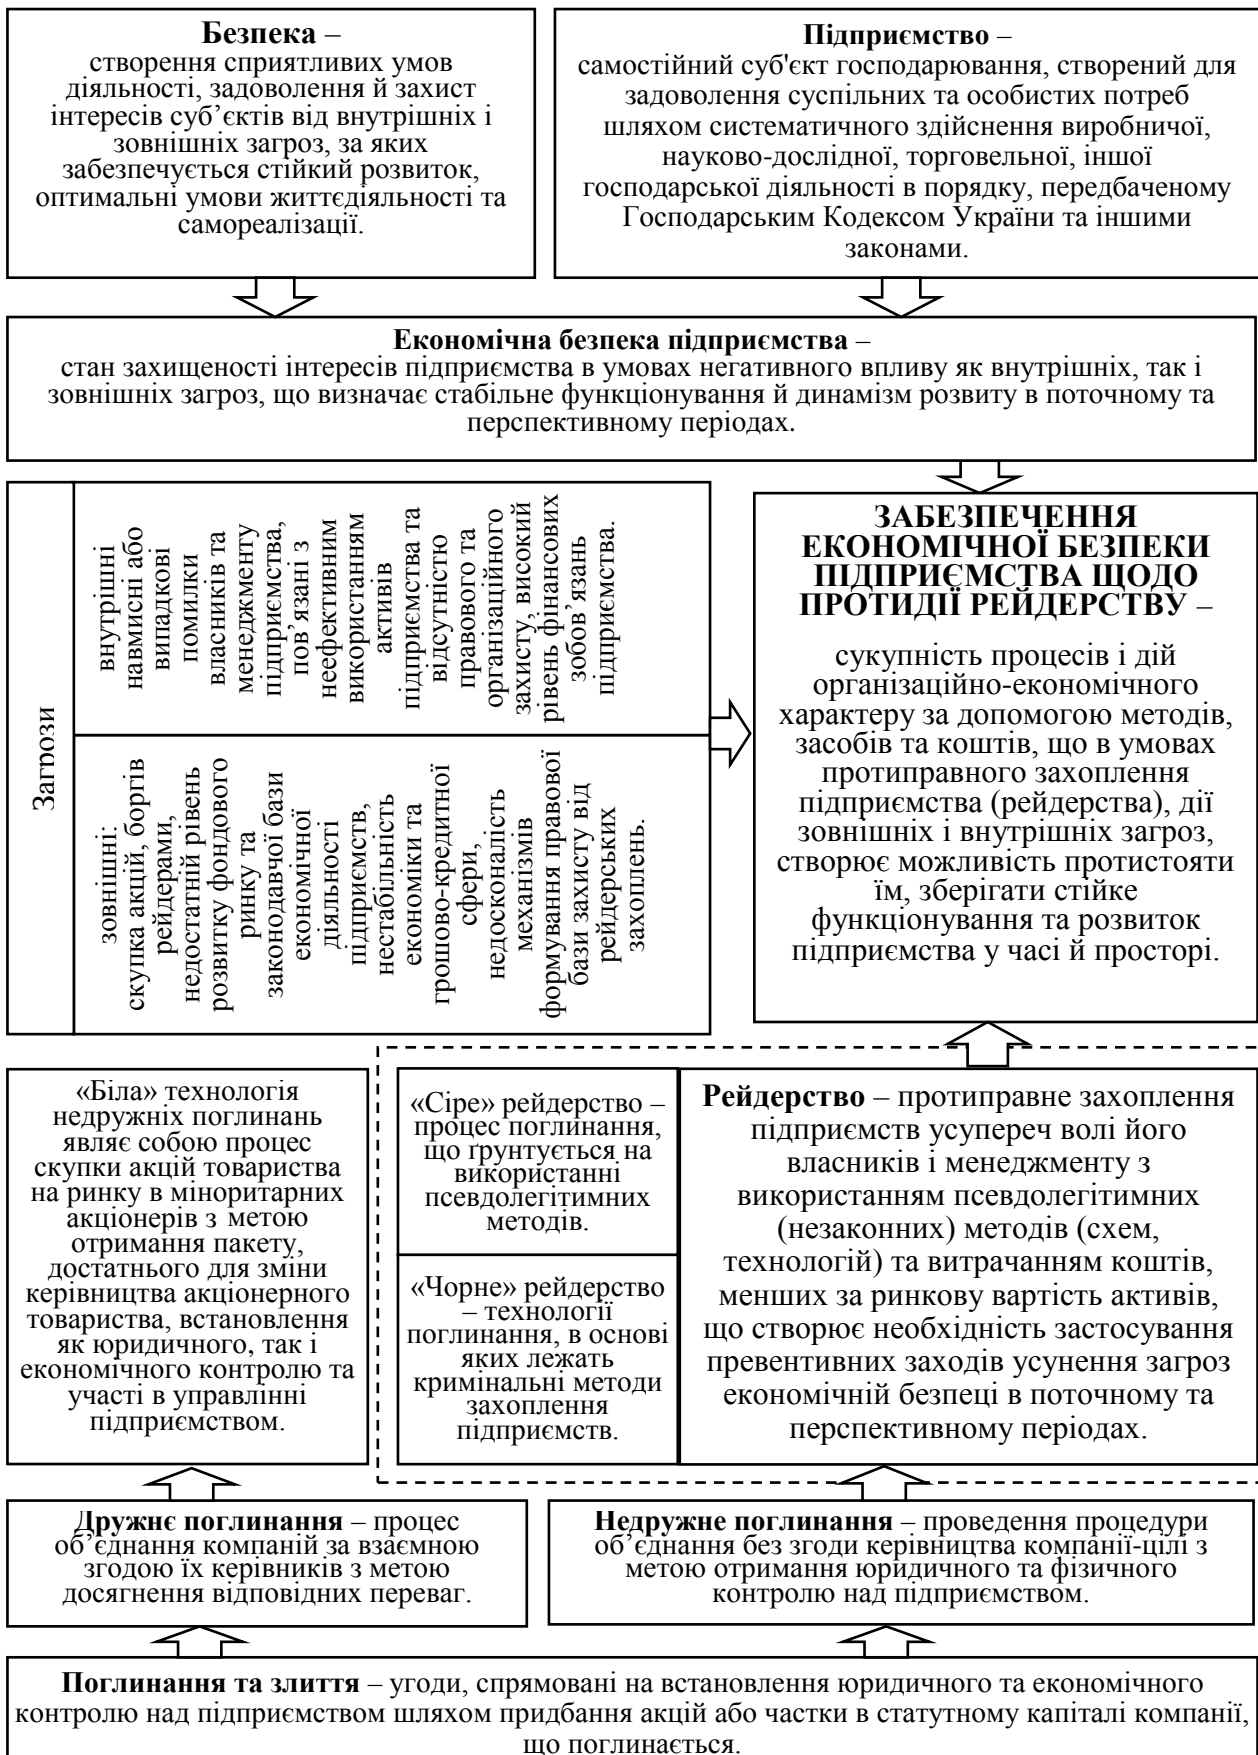 Безпека –
створення сприятливих умов
діяльності, задоволення й захист
інтересів суб’єктів від внутрішніх і
зовнішніх загроз, за яких
забезпечується стійкий розвиток,
оптимальні умови життєдіяльності та
самореалізації.
Підприємство –
самостійний суб'єкт господарювання, створений для
задоволення суспільних та особистих потреб
шляхом систематичного здійснення виробничої,
науково-дослідної, торговельної, іншої
господарської діяльності в порядку, передбаченому
Господарським Кодексом України та іншими
законами.
Економічна безпека підприємства –
стан захищеності інтересів підприємства в умовах негативного впливу як внутрішніх, так і
зовнішніх загроз, що визначає стабільне функціонування й динамізм розвиту в поточному та
перспективному періодах.
Загрози
внутрішні
навмисні або
випадкові
помилки
власників та
менеджменту
підприємства,
пов’язані з
неефективним
використанням
активів
підприємства та
відсутністю
правового та
організаційного
захисту, високий
рівень фінансових
зобов’язань
підприємства.
зовнішні:
скупка акцій, боргів
рейдерами,
недостатній рівень
розвитку фондового
ринку та
законодавчої бази
економічної
діяльності
підприємств,
нестабільність
економіки та
грошово-кредитної
сфери,
недосконалість
механізмів
формування правової
бази захисту від
рейдерських
захоплень.
ЗАБЕЗПЕЧЕННЯ
ЕКОНОМІЧНОЇ БЕЗПЕКИ
ПІДПРИЄМСТВА ЩОДО
ПРОТИДІЇ РЕЙДЕРСТВУ –
сукупність процесів і дій
організаційно-економічного
характеру за допомогою методів,
засобів та коштів, що в умовах
протиправного захоплення
підприємства (рейдерства), дії
зовнішніх і внутрішніх загроз,
створює можливість протистояти
їм, зберігати стійке
функціонування та розвиток
підприємства у часі й просторі.
«Біла» технологія
недружніх поглинань
являє собою процес
скупки акцій товариства
на ринку в міноритарних
акціонерів з метою
отримання пакету,
достатнього для зміни
керівництва акціонерного
товариства, встановлення
як юридичного, так і
економічного контролю та
участі в управлінні
підприємством.
«Сіре» рейдерство –
процес поглинання,
що ґрунтується на
використанні
псевдолегітимних
методів.
«Чорне» рейдерство
– технології
поглинання, в основі
яких лежать
кримінальні методи
захоплення
підприємств.
Рейдерство – протиправне захоплення
підприємств усупереч волі його
власників і менеджменту з
використанням псевдолегітимних
(незаконних) методів (схем,
технологій) та витрачанням коштів,
менших за ринкову вартість активів,
що створює необхідність застосування
превентивних заходів усунення загроз
економічній безпеці в поточному та
перспективному періодах.
Дружнє поглинання – процес
об’єднання компаній за взаємною
згодою їх керівників з метою
досягнення відповідних переваг.
Недружне поглинання – проведення процедури
об’єднання без згоди керівництва компанії-цілі з
метою отримання юридичного та фізичного
контролю над підприємством.
Поглинання та злиття – угоди, спрямовані на встановлення юридичного та економічного
контролю над підприємством шляхом придбання акцій або частки в статутному капіталі компанії,
що поглинається.